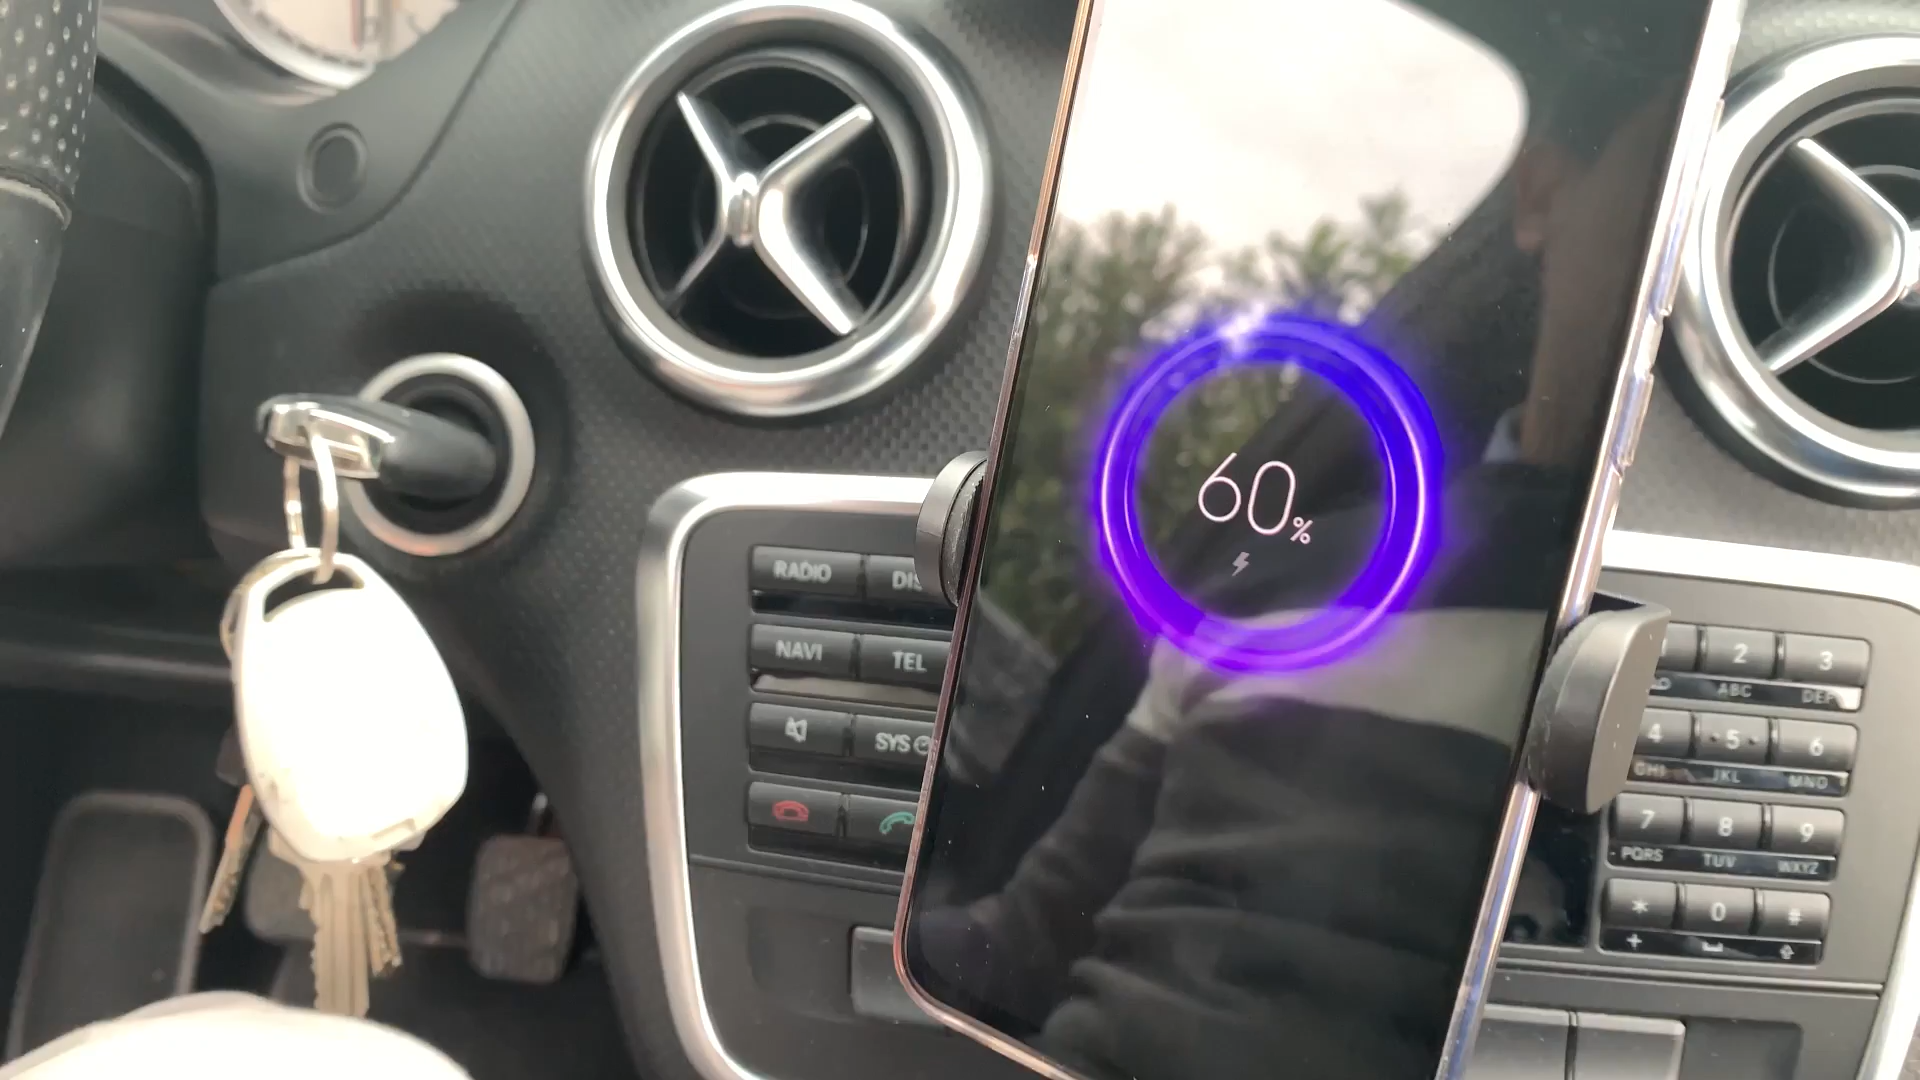 60%
RADIO
DIS
NAVI
TEL
SYS
1 2 3
ABC DEF
4 5 6
GHI JKL MNO
7 8 9
PQRS TUV WXYZ
* 0 #
+